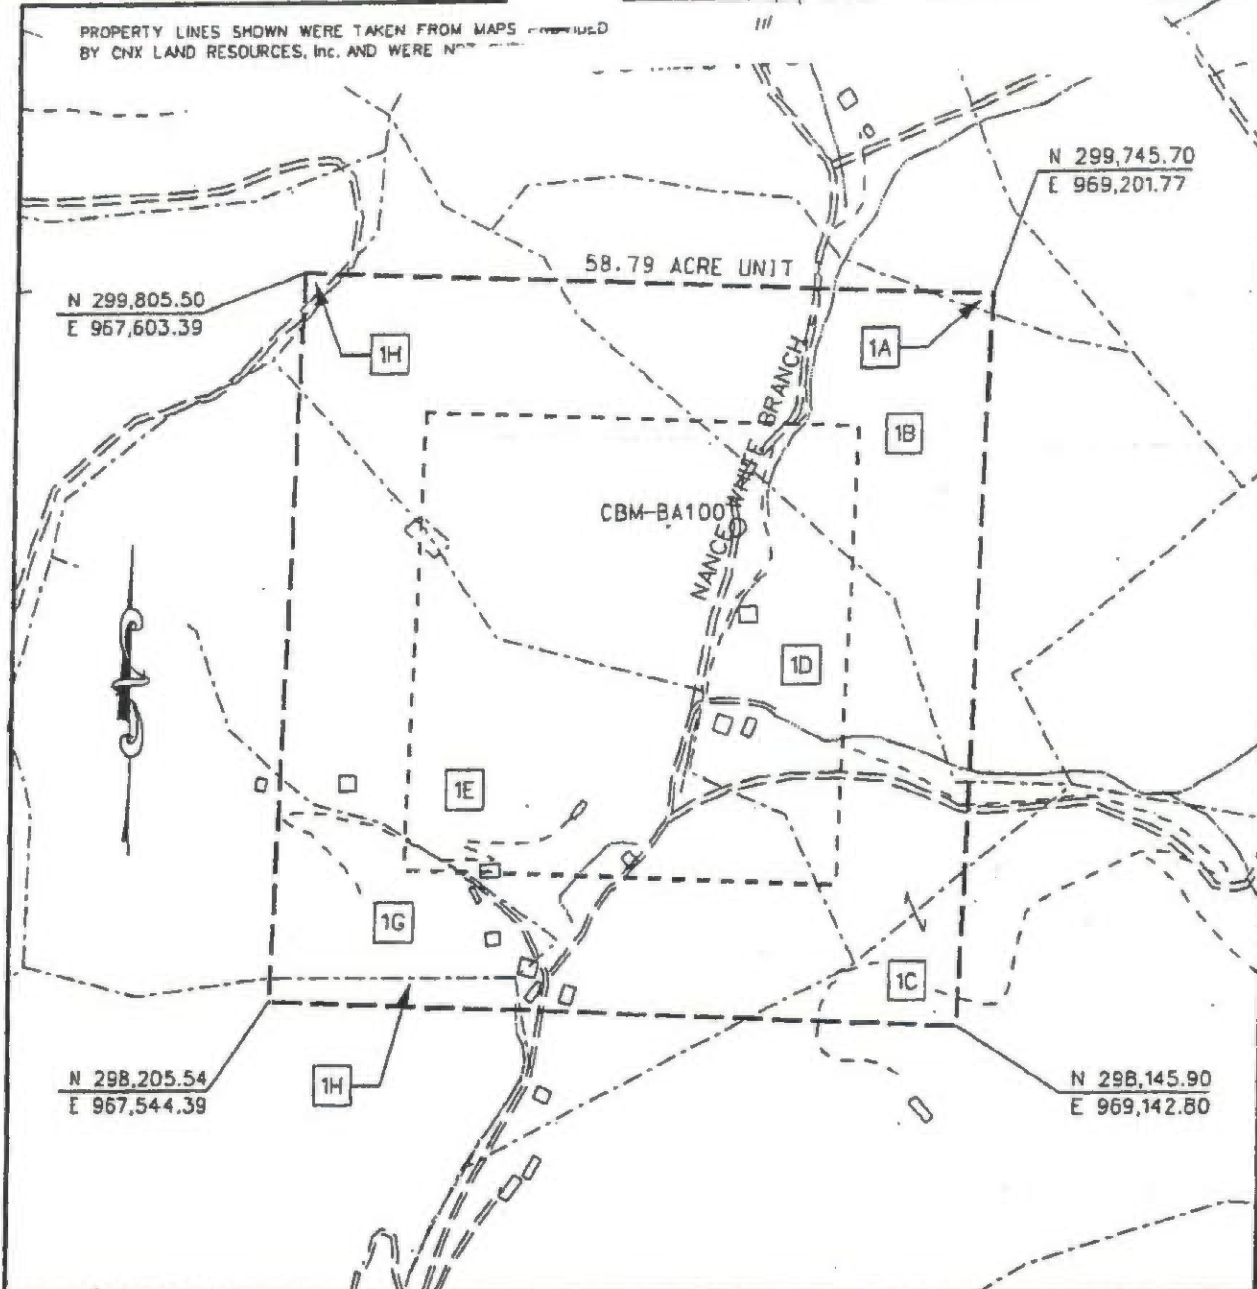 PROPERTY LINES SHOWN WERE TAKEN FROM MAPS
BY CNX LAND RESOURCES, Inc. AND WERE
N 299,745.70
E 969,201.77
58.79 ACRE UNIT
N 299,805.50
E 967,603.39
1H
1A
1B
NANCE WHITE BRANCH
CBM-BA100
1D
1E
1G
1C
N 298,205.54
E 967,544.39
1H
N 298,145.90
E 969,142.80